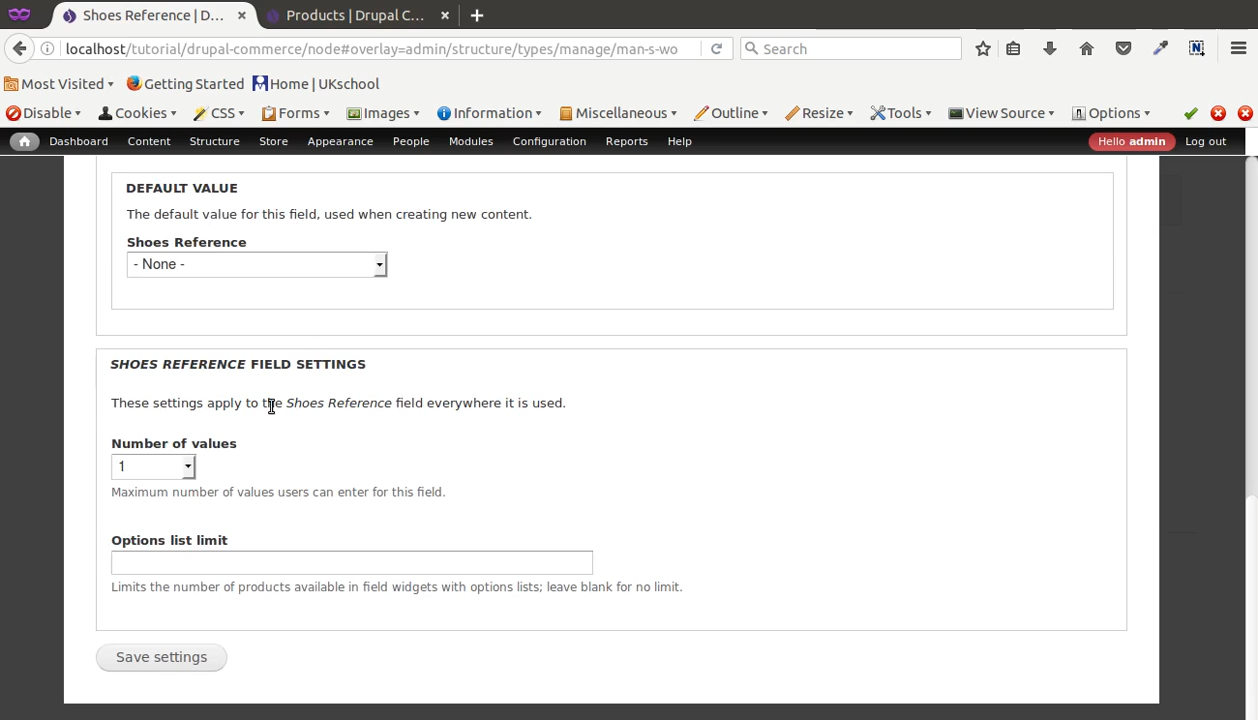 Shoes Reference | D...
Products | Drupal C...
localhost/tutorial/drupal-commerce/node#overlay=admin/structure/types/manage/man-s-wo
Search
Most Visited
Getting Started
Home | UKschool
Disable
Cookies
CSS
Forms
Images
Information
Miscellaneous
Outline
Resize
Tools
View Source
Options
Dashboard
Content
Structure
Store
Appearance
People
Modules
Configuration
Reports
Help
Hello admin
Log out
DEFAULT VALUE
The default value for this field, used when creating new content.
Shoes Reference
- None -
SHOES REFERENCE FIELD SETTINGS
These settings apply to the Shoes Reference field everywhere it is used.
Number of values
1
Maximum number of values users can enter for this field.
Options list limit
Limits the number of products available in field widgets with options lists; leave blank for no limit.
Save settings